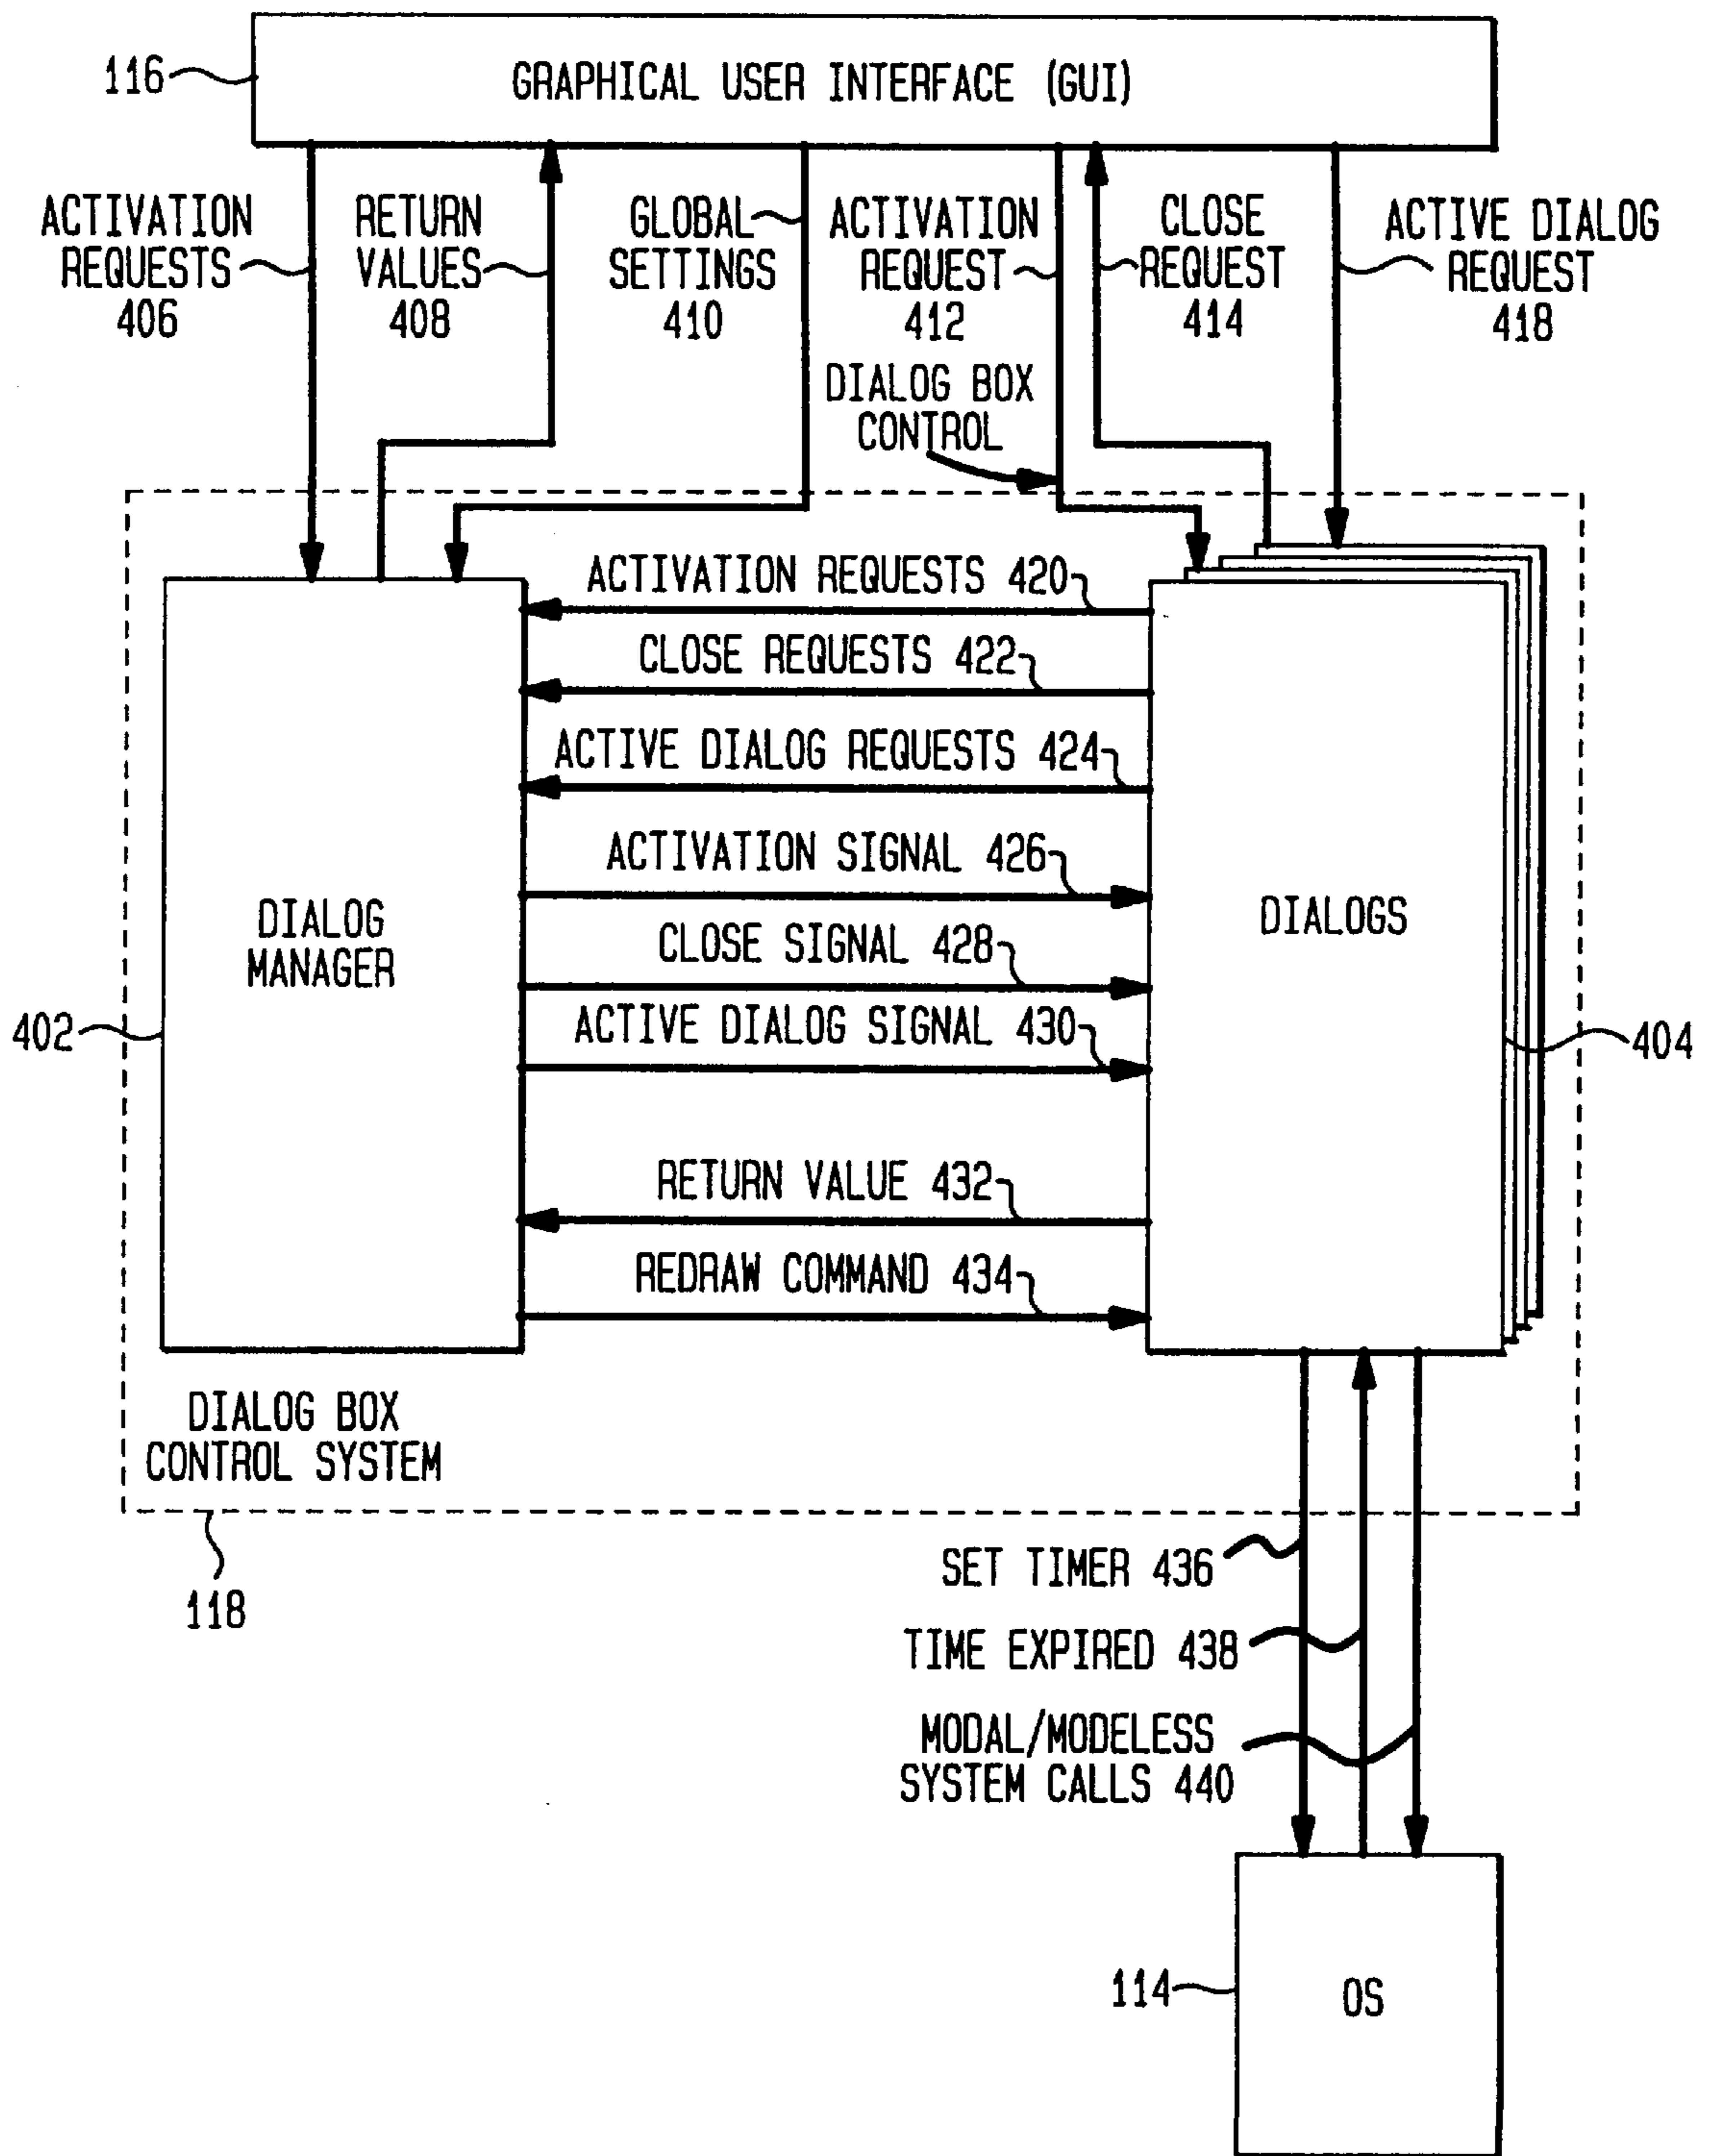 116
GRAPHICAL USER INTERFACE (GUI)
ACTIVATION
REQUESTS
406
RETURN
VALUES
408
GLOBAL
SETTINGS
410
ACTIVATION
REQUEST
412
CLOSE
REQUEST
414
ACTIVE DIALOG
REQUEST
418
DIALOG BOX
CONTROL
ACTIVATION REQUESTS 420
CLOSE REQUESTS 422
ACTIVE DIALOG REQUESTS 424
ACTIVATION SIGNAL 426
CLOSE SIGNAL 428
ACTIVE DIALOG SIGNAL 430
RETURN VALUE 432
REDRAW COMMAND 434
DIALOG
MANAGER
402
DIALOGS
404
DIALOG BOX
CONTROL SYSTEM
118
SET TIMER 436
TIME EXPIRED 438
MODAL/MODELESS
SYSTEM CALLS 440
114
OS